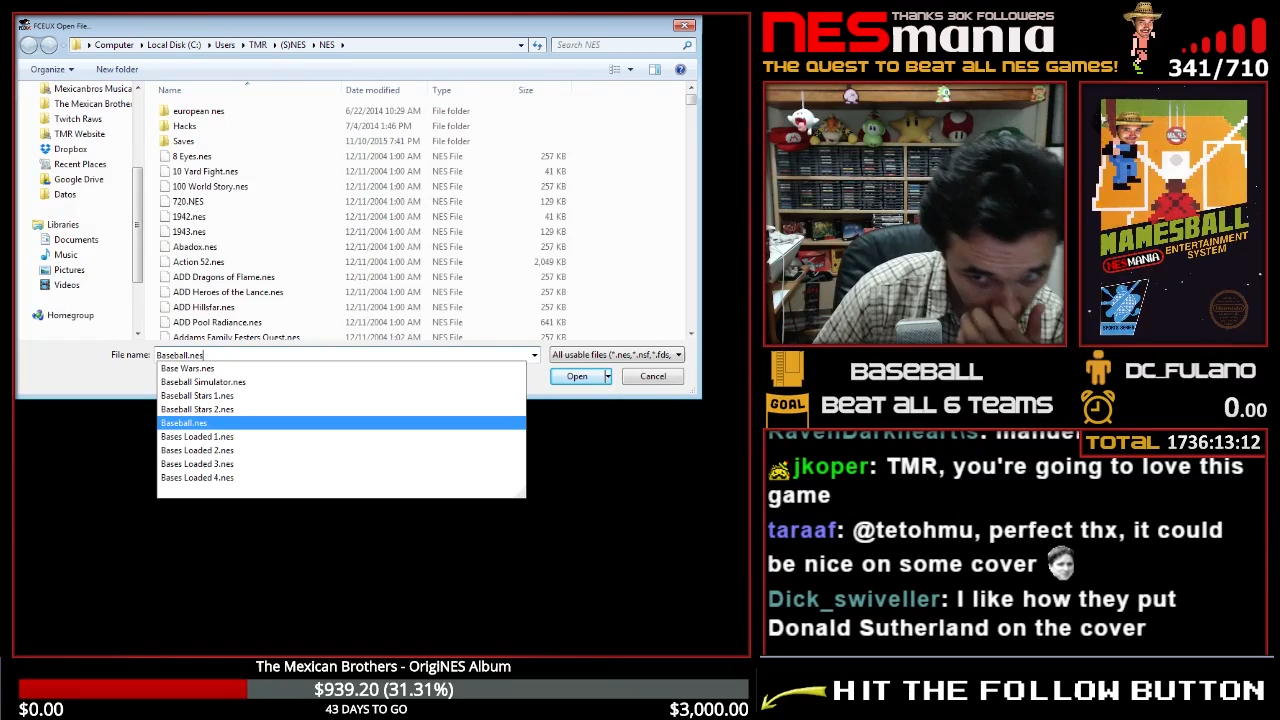 FCEUX Open File...
Computer ▸ Local Disk (C:) ▸ Users ▸ TMR ▸ (S)NES ▸ NES ▸
Search NES
Organize
New folder
Name
Date modified
Type
Size
Mexicanbros Musica
The Mexican Brothe
Twitch Raws
TMR Website
Dropbox
Recent Places
Google Drive
Datos
Libraries
Documents
Music
Pictures
Videos
Homegroup
european nes 6/22/2014 10:29 AM File folder
Hacks 7/4/2014 1:46 PM File folder
Saves 11/10/2015 7:41 PM File folder
8 Eyes.nes 12/11/2004 1:00 AM NES File 257 KB
10 Yard Fight.nes 12/11/2004 1:00 AM NES File 41 KB
100 World Story.nes 12/11/2004 1:00 AM NES File
720.nes 12/11/2004 1:00 AM NES File
1942.nes 12/11/2004 1:00 AM NES File 41 KB
1943.nes 12/11/2004 1:00 AM NES File 129 KB
Abadox.nes 12/11/2004 1:00 AM NES File 257 KB
Action 52.nes 12/11/2004 1:00 AM NES File 2,049 KB
ADD Dragons of Flame.nes 12/11/2004 1:00 AM NES File 257 KB
ADD Heroes of the Lance.nes 12/11/2004 1:00 AM NES File 257 KB
ADD Hillsfar.nes 12/11/2004 1:00 AM NES File 257 KB
ADD Pool Radiance.nes 12/11/2004 1:00 AM NES File 641 KB
Addams Family Festers Quest.nes 12/11/2004 1:00 AM NES File 257 KB
File name: Baseball.nes
All usable files (*.nes,*.nsf,*.fds,
Open
Cancel
Base Wars.nes
Baseball Simulator.nes
Baseball Stars 1.nes
Baseball Stars 2.nes
Baseball.nes
Bases Loaded 1.nes
Bases Loaded 2.nes
Bases Loaded 3.nes
Bases Loaded 4.nes
The Mexican Brothers - OrigiNES Album
$939.20 (31.31%)
$0.00
43 DAYS TO GO
$3,000.00
NESmania
THANKS 30K FOLLOWERS
THE QUEST TO BEAT ALL NES GAMES!
341/710
MAMES
MAMESBALL
NESMANIA
ENTERTAINMENT
SYSTEM
SPORTS SERIES
BASEBALL
GOAL
BEAT ALL 6 TEAMS
DC_FULANO
0.00
TOTAL 1736:13:12
jkoper: TMR, you're going to love this
game
taraaf: @tetohmu, perfect thx, it could
be nice on some cover
Dick_swiveller: I like how they put
Donald Sutherland on the cover
HIT THE FOLLOW BUTTON